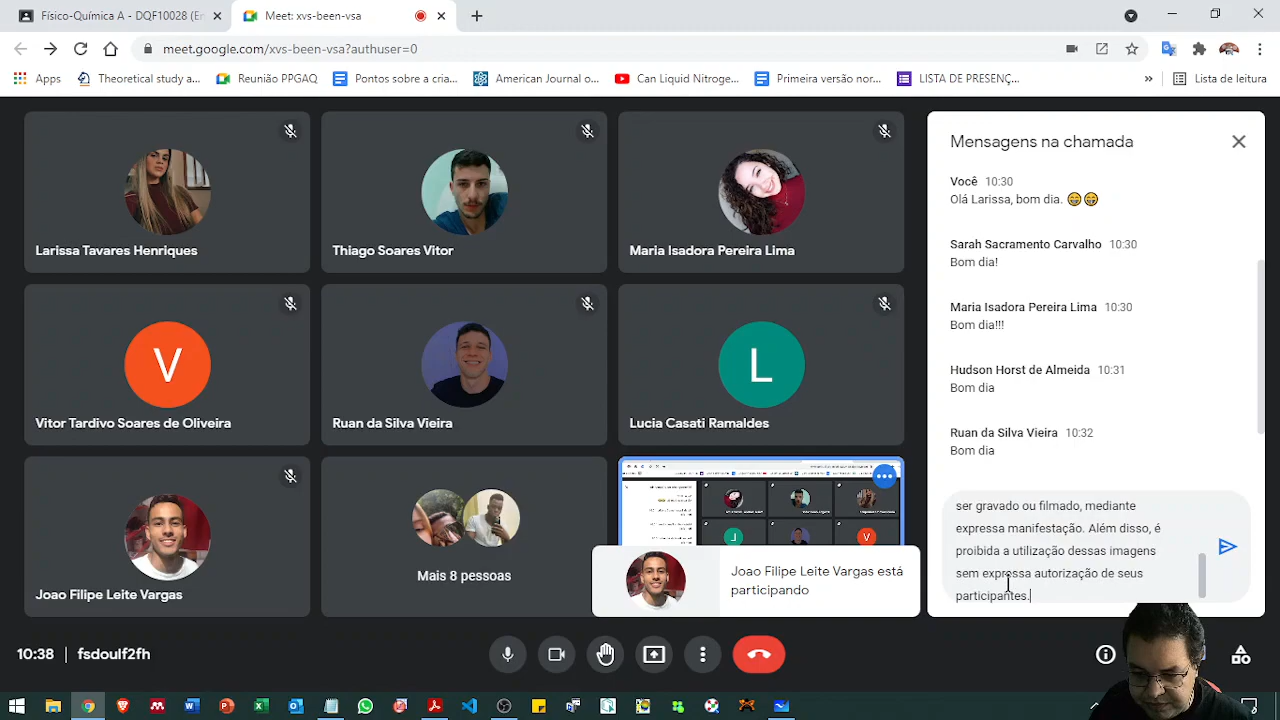 Físico-Química A - DQF10028 (Er
Meet: xvs-been-vsa
meet.google.com/xvs-been-vsa?authuser=0
Apps
Theoretical study a...
Reunião PPGAQ
Pontos sobre a cria...
American Journal o...
Can Liquid Nitroge...
Primeira versão nor...
LISTA DE PRESENÇ...
»
Lista de leitura
Larissa Tavares Henriques
Thiago Soares Vitor
Maria Isadora Pereira Lima
V
Vitor Tardivo Soares de Oliveira
Ruan da Silva Vieira
L
Lucia Casati Ramaldes
Joao Filipe Leite Vargas
Mais 8 pessoas
Joao Filipe Leite Vargas está
participando
Mensagens na chamada
Você 10:30
Olá Larissa, bom dia. 😁😁
Sarah Sacramento Carvalho 10:30
Bom dia!
Maria Isadora Pereira Lima 10:30
Bom dia!!!
Hudson Horst de Almeida 10:31
Bom dia
Ruan da Silva Vieira 10:32
Bom dia
ser gravado ou filmado, mediante
expressa manifestação. Além disso, é
proibida a utilização dessas imagens
sem expressa autorização de seus
participantes.
10:38 | fsdoulf2fh